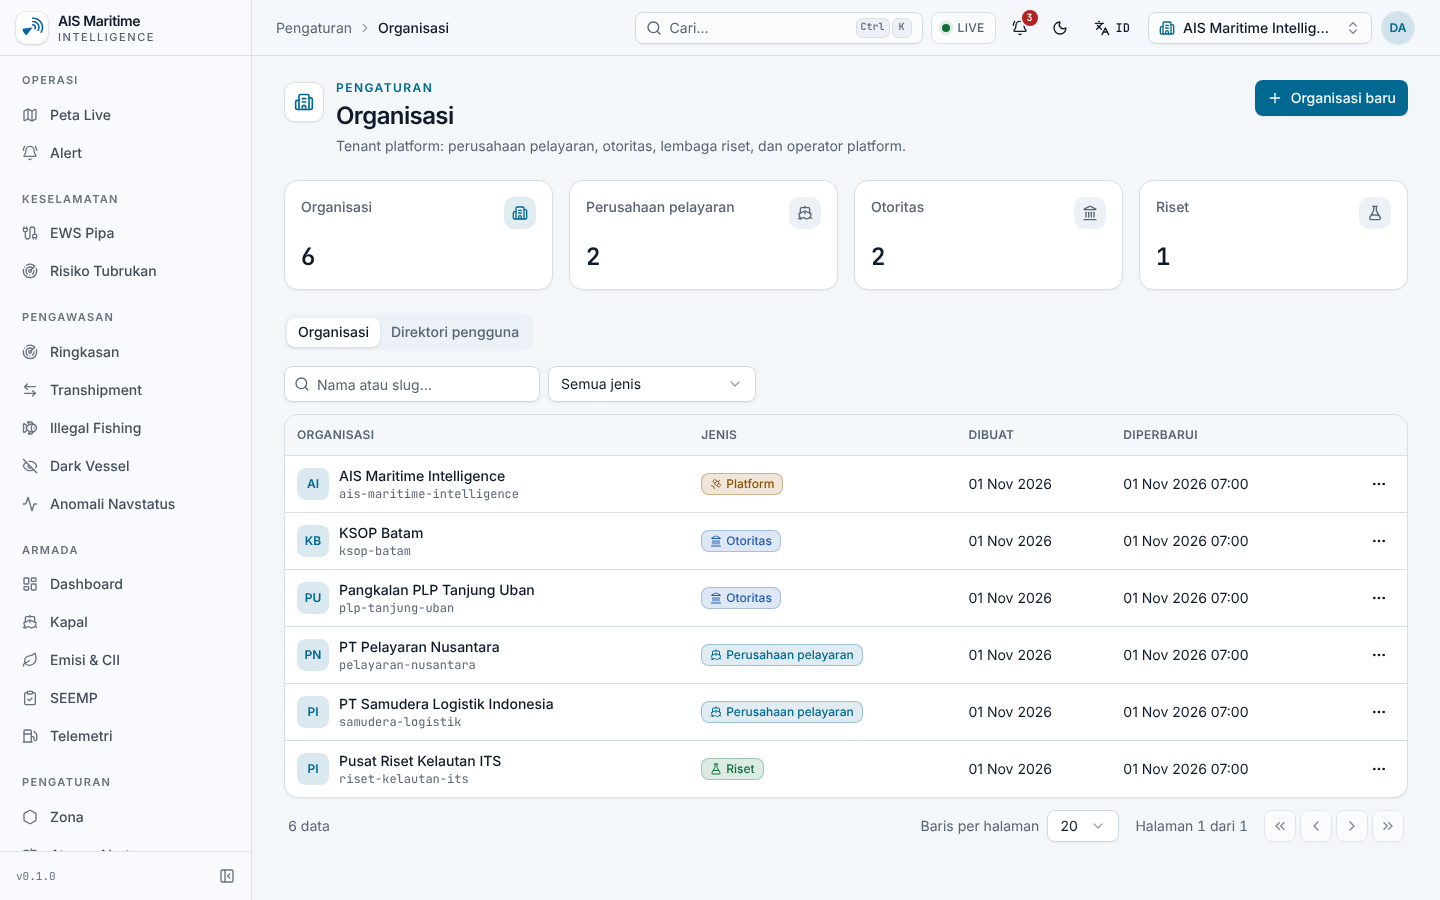 AIS Maritime
INTELLIGENCE
Pengaturan
Organisasi
Cari...
Ctrl K
LIVE
3
ID
AIS Maritime Intellig...
DA
OPERASI
Peta Live
Alert
KESELAMATAN
EWS Pipa
Risiko Tubrukan
PENGAWASAN
Ringkasan
Transhipment
Illegal Fishing
Dark Vessel
Anomali Navstatus
ARMADA
Dashboard
Kapal
Emisi & CII
SEEMP
Telemetri
PENGATURAN
Zona
v0.1.0
PENGATURAN
Organisasi
Tenant platform: perusahaan pelayaran, otoritas, lembaga riset, dan operator platform.
Organisasi baru
Organisasi
6
Perusahaan pelayaran
2
Otoritas
2
Riset
1
Organisasi
Direktori pengguna
Nama atau slug...
Semua jenis
ORGANISASI JENIS DIBUAT DIPERBARUI
AI AIS Maritime Intelligence Platform 01 Nov 2026 01 Nov 2026 07:00
ais-maritime-intelligence
KB KSOP Batam Otoritas 01 Nov 2026 01 Nov 2026 07:00
ksop-batam
PU Pangkalan PLP Tanjung Uban Otoritas 01 Nov 2026 01 Nov 2026 07:00
plp-tanjung-uban
PN PT Pelayaran Nusantara Perusahaan pelayaran 01 Nov 2026 01 Nov 2026 07:00
pelayaran-nusantara
PI PT Samudera Logistik Indonesia Perusahaan pelayaran 01 Nov 2026 01 Nov 2026 07:00
samudera-logistik
PI Pusat Riset Kelautan ITS Riset 01 Nov 2026 01 Nov 2026 07:00
riset-kelautan-its
6 data
Baris per halaman 20
Halaman 1 dari 1